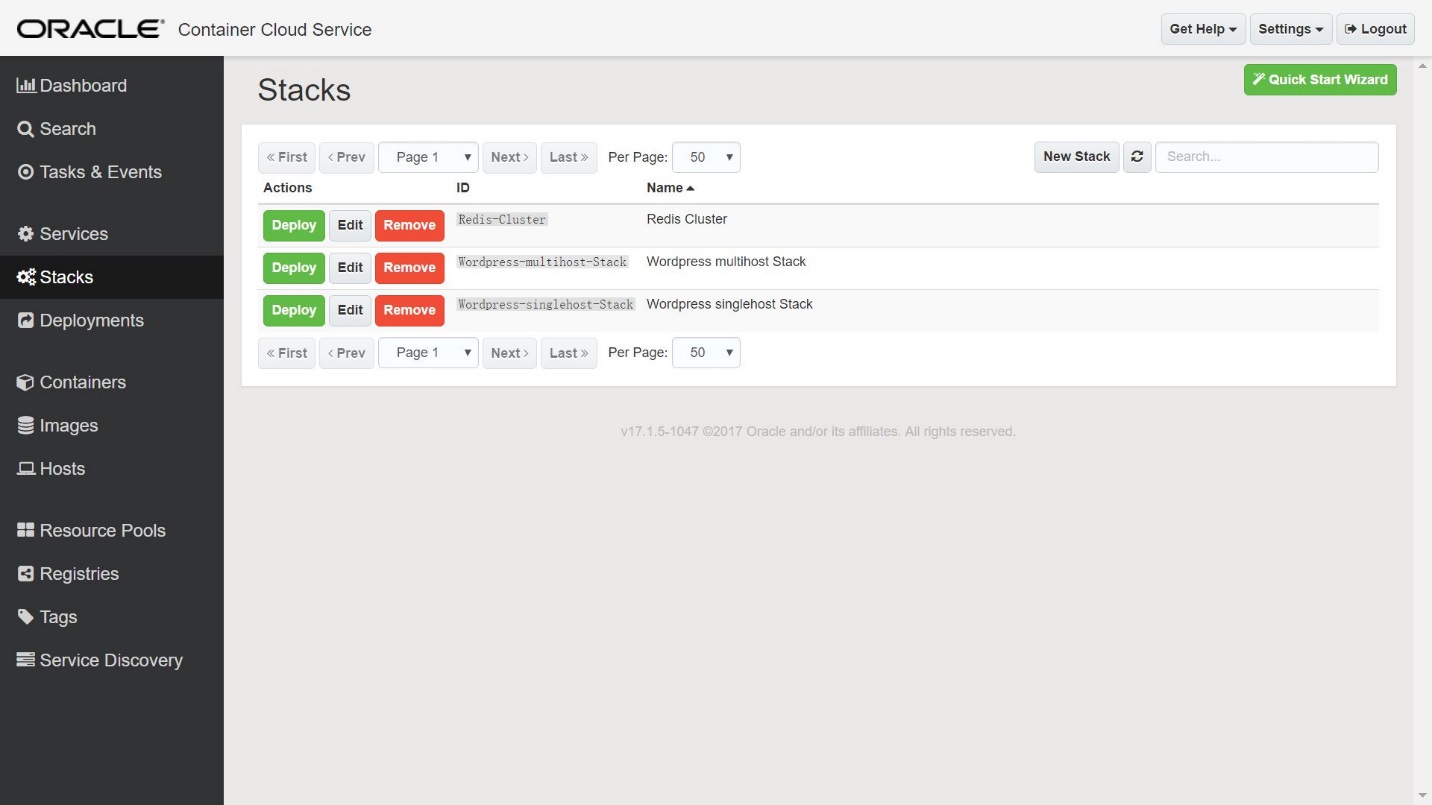 ORACLE® Container Cloud Service
Get Help Settings Logout
Dashboard
Search
Tasks & Events
Services
Stacks
Deployments
Containers
Images
Hosts
Resource Pools
Registries
Tags
Service Discovery
Stacks
Quick Start Wizard
« First ‹ Prev Page 1 Next › Last » Per Page: 50 New Stack Search...
Actions ID Name
Deploy Edit Remove Redis-Cluster Redis Cluster
Deploy Edit Remove Wordpress-multihost-Stack Wordpress multihost Stack
Deploy Edit Remove Wordpress-singlehost-Stack Wordpress singlehost Stack
« First ‹ Prev Page 1 Next › Last » Per Page: 50
v17.1.5-1047 ©2017 Oracle and/or its affiliates. All rights reserved.